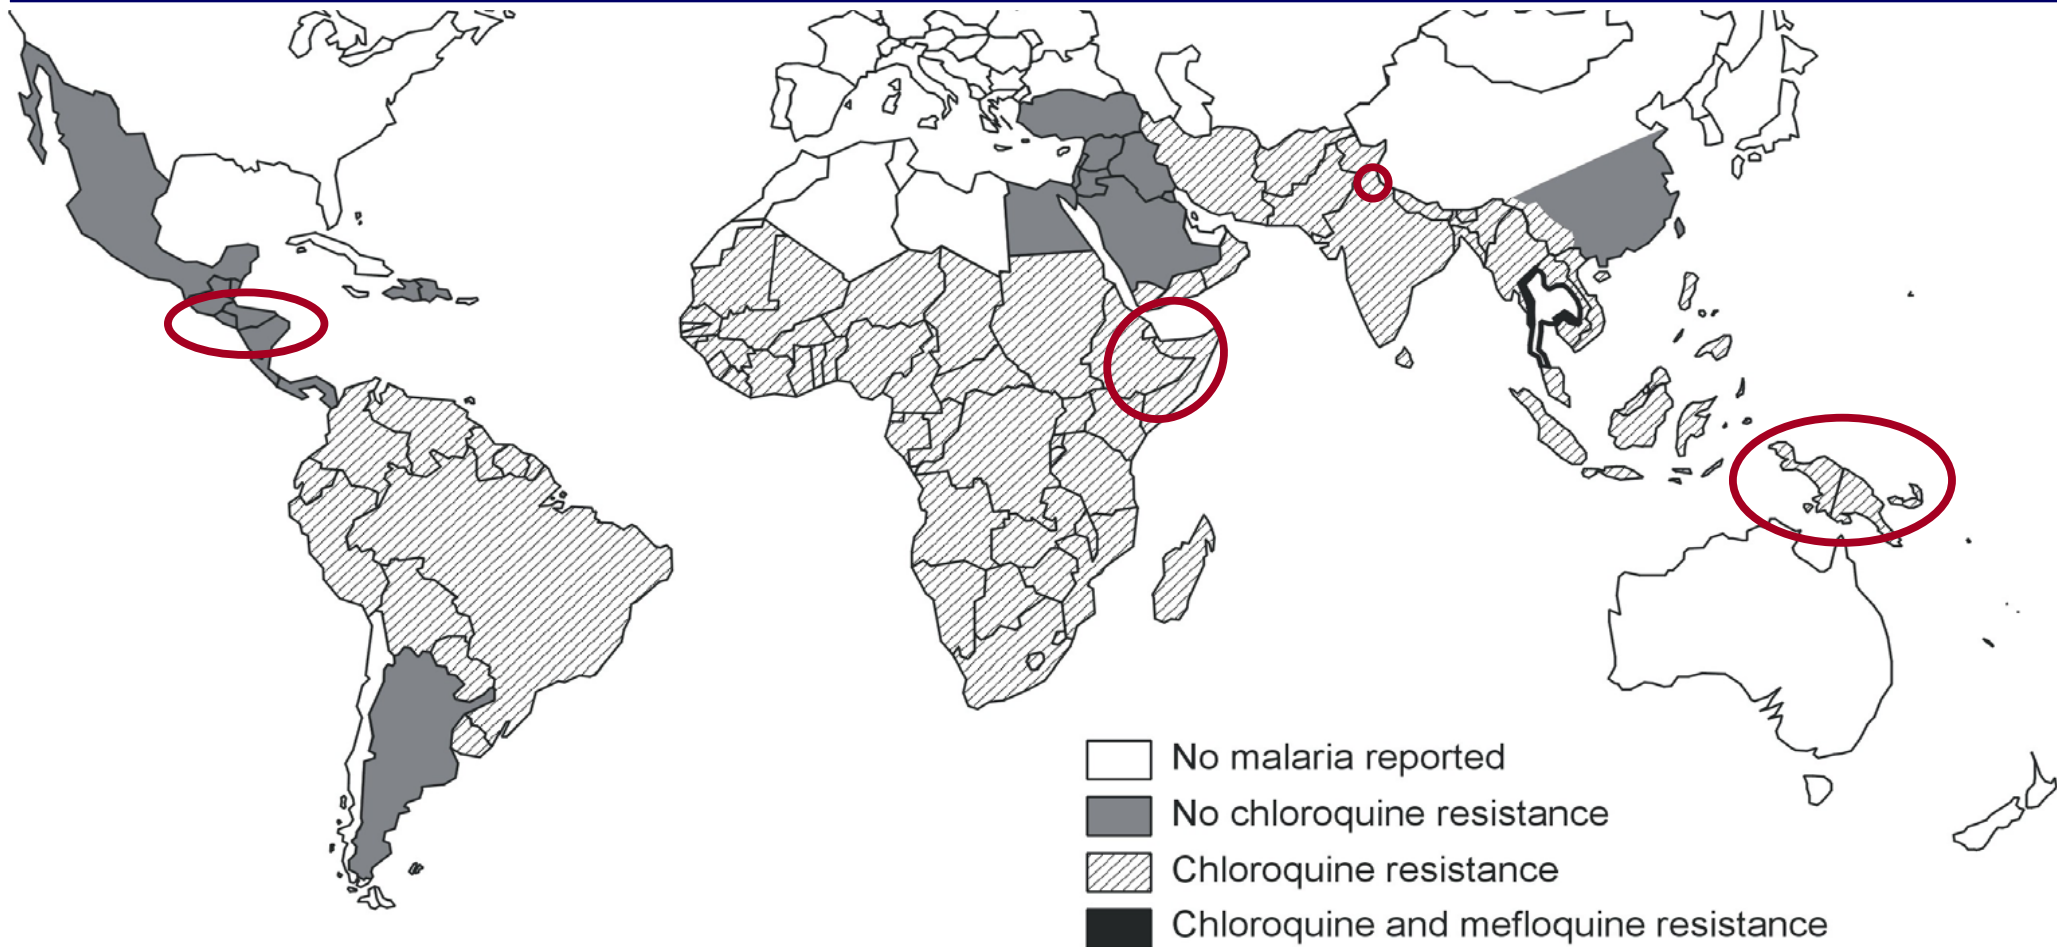 No malaria reported
No chloroquine resistance
Chloroquine resistance
Chloroquine and mefloquine resistance